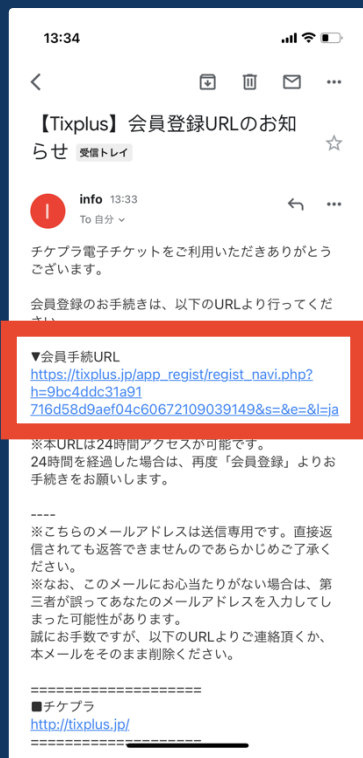 13:34
【Tixplus】会員登録URLのお知
らせ 受信トレイ
I
info 13:33
To 自分
チケプラ電子チケットをご利用いただきありがとう
ございます。
会員登録のお手続きは、以下のURLより行ってくだ
さい。
▼会員手続URL
https://tixplus.jp/app_regist/regist_navi.php?
h=9bc4ddc31a91
716d58d9aef04c60672109039149&s=&e=&l=ja
※本URLは24時間アクセスが可能です。
24時間を経過した場合は、再度「会員登録」よりお
手続きをお願いします。
----
※こちらのメールアドレスは送信専用です。直接返
信されても返答できませんのであらかじめご了承く
ださい。
※なお、このメールにお心当たりがない場合は、第
三者が誤ってあなたのメールアドレスを入力してし
まった可能性があります。
誠にお手数ですが、以下のURLよりご連絡頂くか、
本メールをそのまま削除ください。
====================
■チケプラ
http://tixplus.jp/
====================